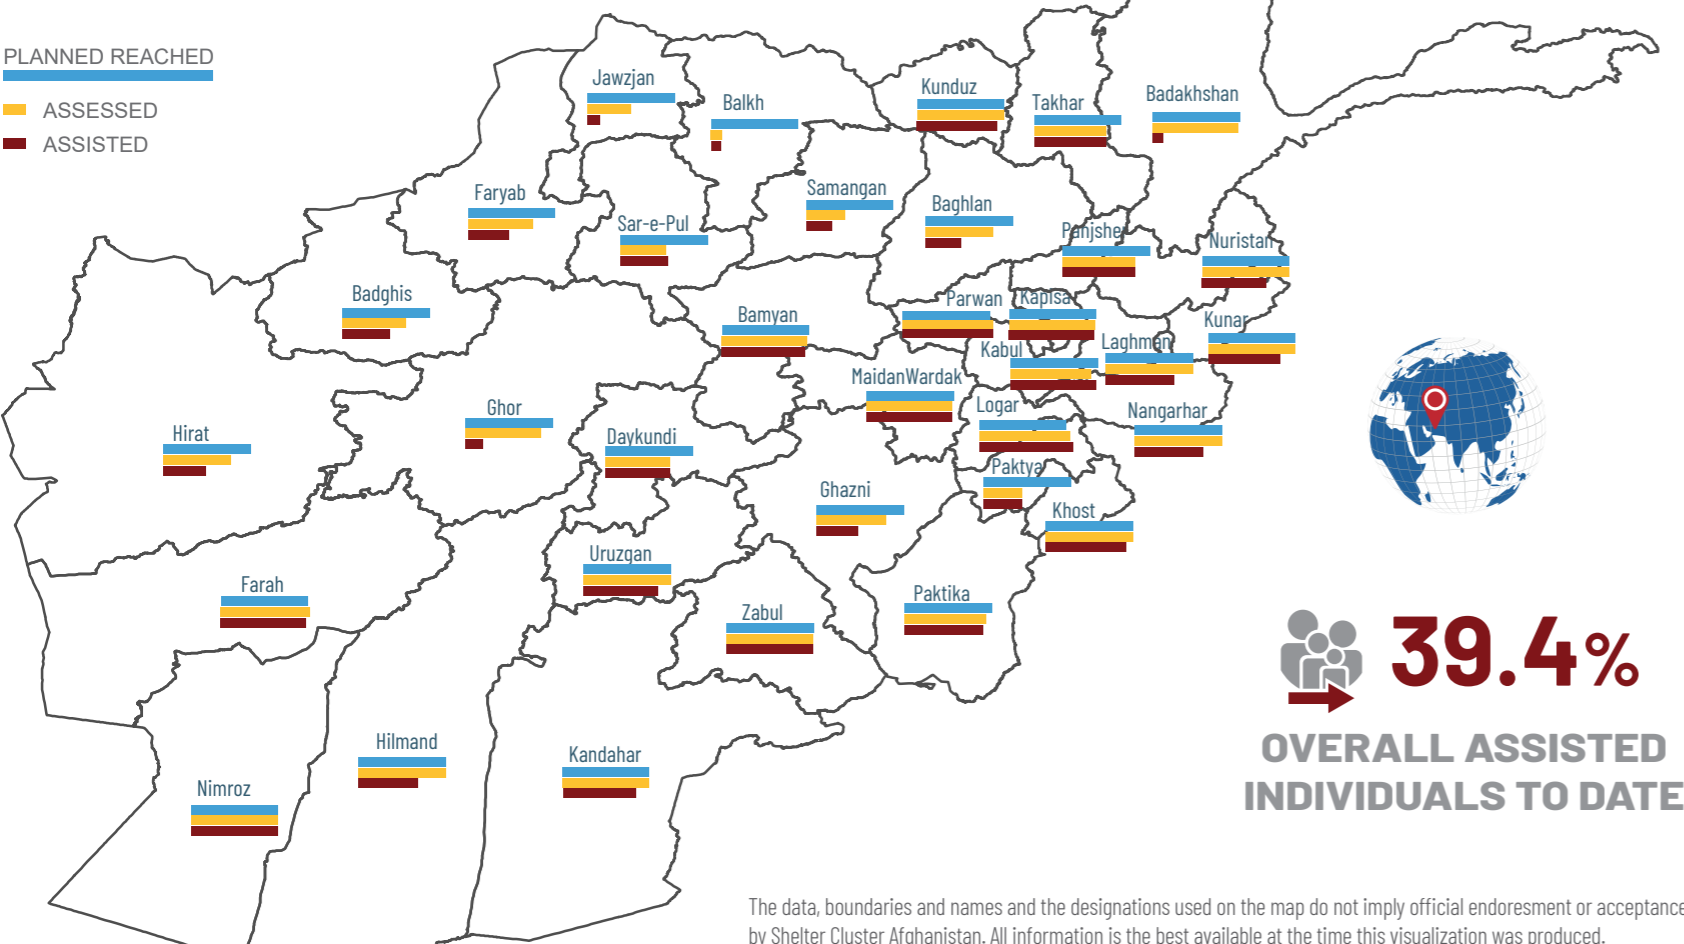 PLANNED REACHED
ASSESSED
ASSISTED
Jawzjan
Balkh
Kunduz
Takhar
Badakhshan
Faryab
Sar-e-Pul
Samangan
Baghlan
Panjsher
Nuristan
Badghis
Bamyan
Parwan
Kapisa
Kunar
Kabul
Laghman
MaidanWardak
Logar
Nangarhar
Hirat
Ghor
Daykundi
Paktya
Ghazni
Khost
Uruzgan
Farah
Zabul
Paktika
Hilmand
Kandahar
Nimroz
39.4%
OVERALL ASSISTED
INDIVIDUALS TO DATE
The data, boundaries and names and the designations used on the map do not imply official endoresment or acceptance
by Shelter Cluster Afghanistan. All information is the best available at the time this visualization was produced.